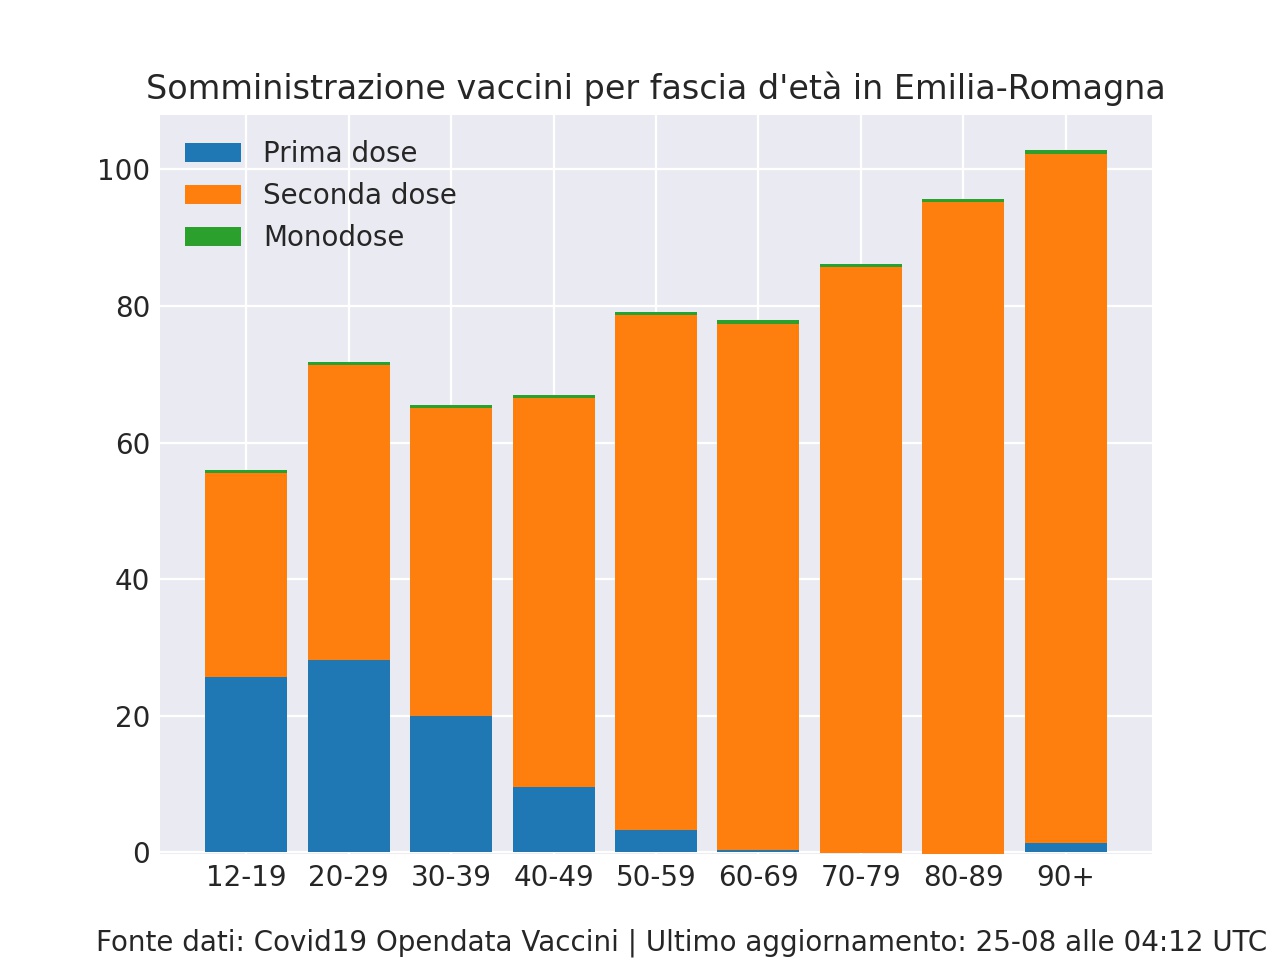 Somministrazione vaccini per fascia d'età in Emilia-Romagna
Prima dose
Seconda dose
Monodose
100
80
60
40
20
0
12-19 20-29 30-39 40-49 50-59 60-69 70-79 80-89 90+
Fonte dati: Covid19 Opendata Vaccini | Ultimo aggiornamento: 25-08 alle 04:12 UTC